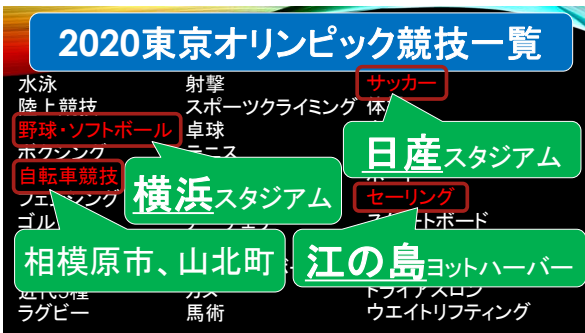 2020東京オリンピック競技一覧
水泳
陸上競技
野球・ソフトボール
ボクシング
自転車競技
フェンシング
ゴル
近代5種
ラグビー
射撃
スポーツクライミング
卓球
テニス
馬術
サッカー
体
セーリング
スケートボード
トライアスロン
ウエイトリフティング
日産スタジアム
横浜スタジアム
相模原市、山北町
江の島ヨットハーバー